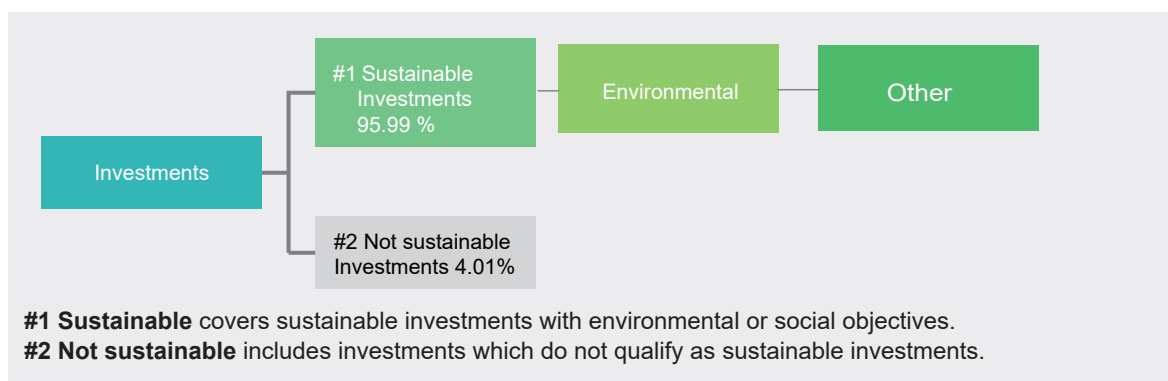 #1 Sustainable
Investments
95.99 %
Environmental
Other
Investments
#2 Not sustainable
Investments 4.01%
#1 Sustainable covers sustainable investments with environmental or social objectives.
#2 Not sustainable includes investments which do not qualify as sustainable investments.